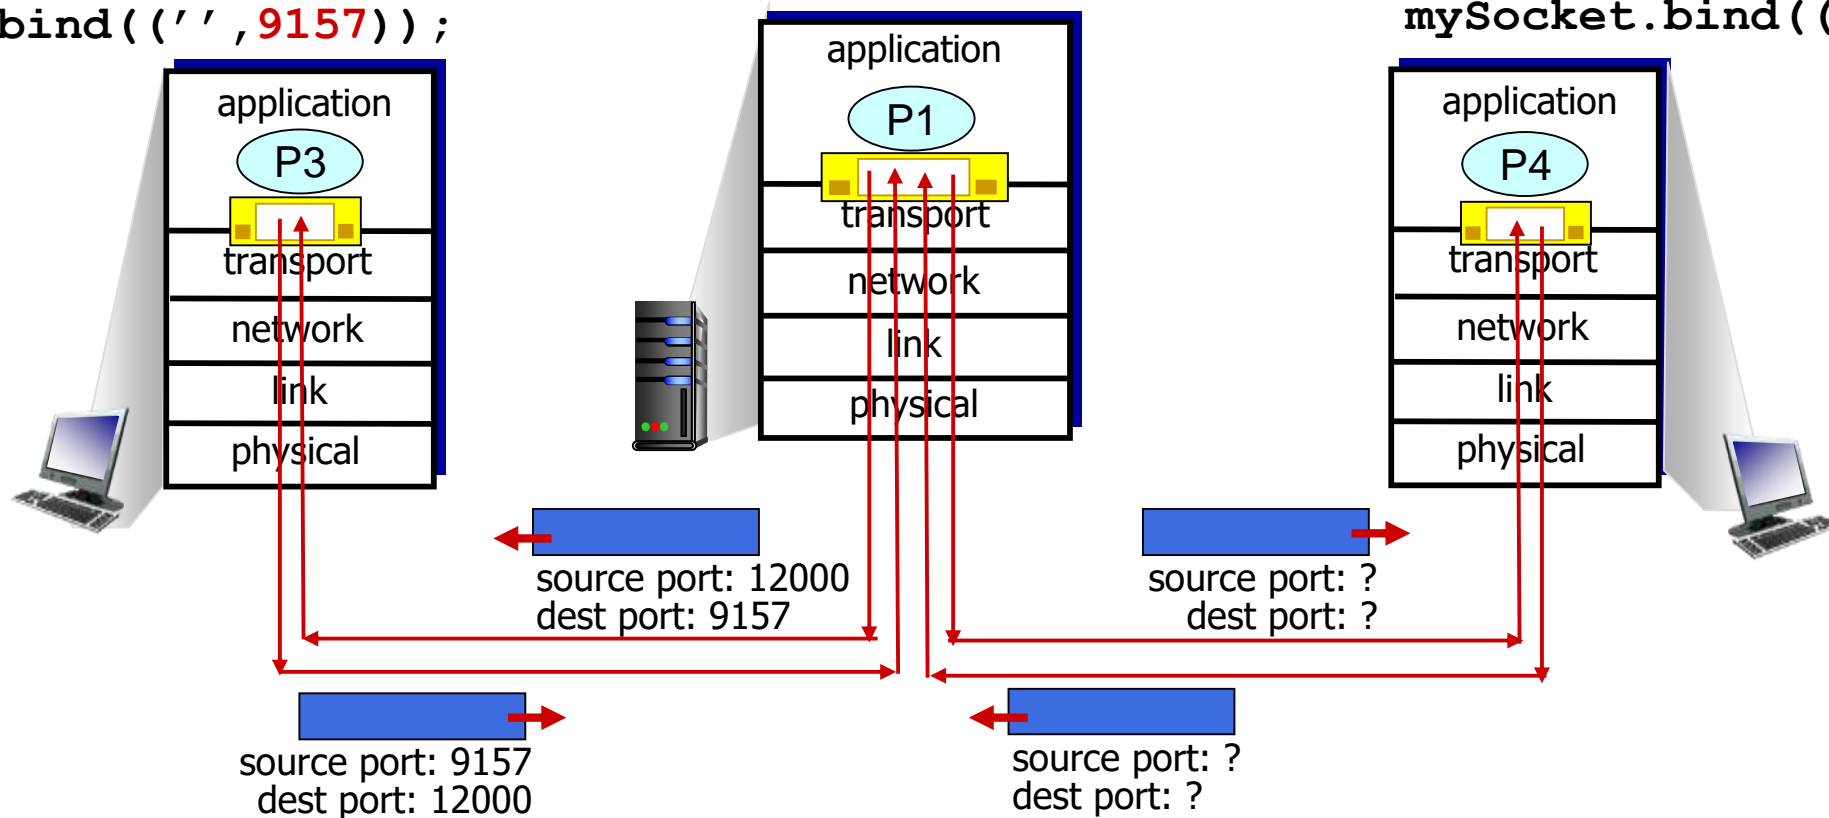 bind(('',9157));
mySocket.bind((
application
P3
transport
network
link
physical
application
P1
transport
network
link
physical
application
P4
transport
network
link
physical
source port: 12000
dest port: 9157
source port: ?
dest port: ?
source port: 9157
dest port: 12000
source port: ?
dest port: ?